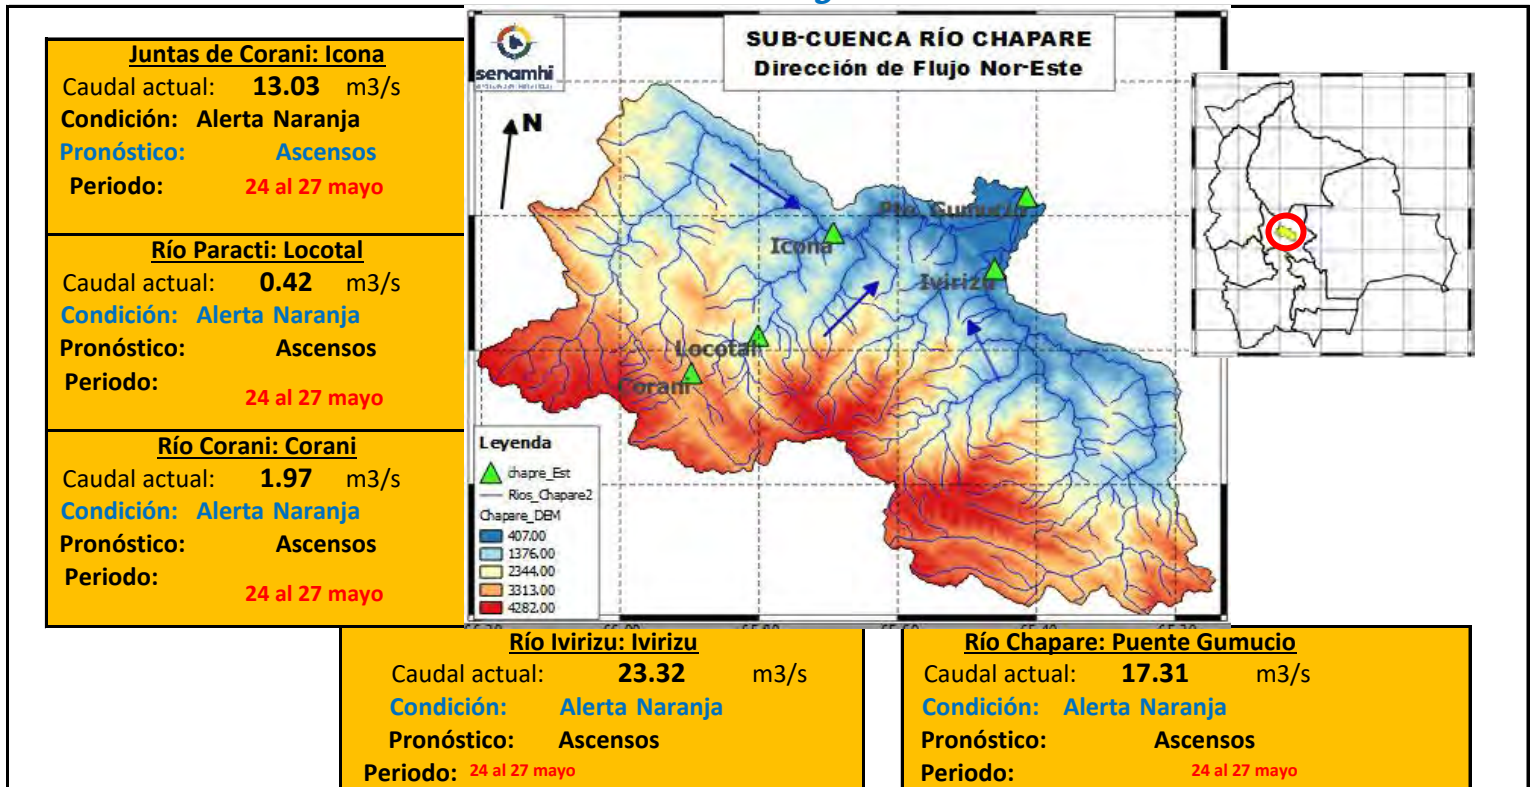 Juntas de Corani: Icona
Caudal actual: 13.03 m3/s
Condición: Alerta Naranja
Pronóstico: Ascensos
Periodo: 24 al 27 mayo
Río Paracti: Locotal
Caudal actual: 0.42 m3/s
Condición: Alerta Naranja
Pronóstico: Ascensos
Periodo:
24 al 27 mayo
Río Corani: Corani
Caudal actual: 1.97 m3/s
Condición: Alerta Naranja
Pronóstico: Ascensos
Periodo:
24 al 27 mayo
senamhi
SUB-CUENCA RÍO CHAPARE
Dirección de Flujo Nor-Este
N
Pte. Gumucio
Icona
Ivirizu
Locotal
Corani
Leyenda
chapre_Est
Rios_Chapare2
Chapare_DEM
407.00
1376.00
2344.00
3313.00
4282.00
Río Ivirizu: Ivirizu
Caudal actual: 23.32 m3/s
Condición: Alerta Naranja
Pronóstico: Ascensos
Periodo: 24 al 27 mayo
Río Chapare: Puente Gumucio
Caudal actual: 17.31 m3/s
Condición: Alerta Naranja
Pronóstico: Ascensos
Periodo: 24 al 27 mayo